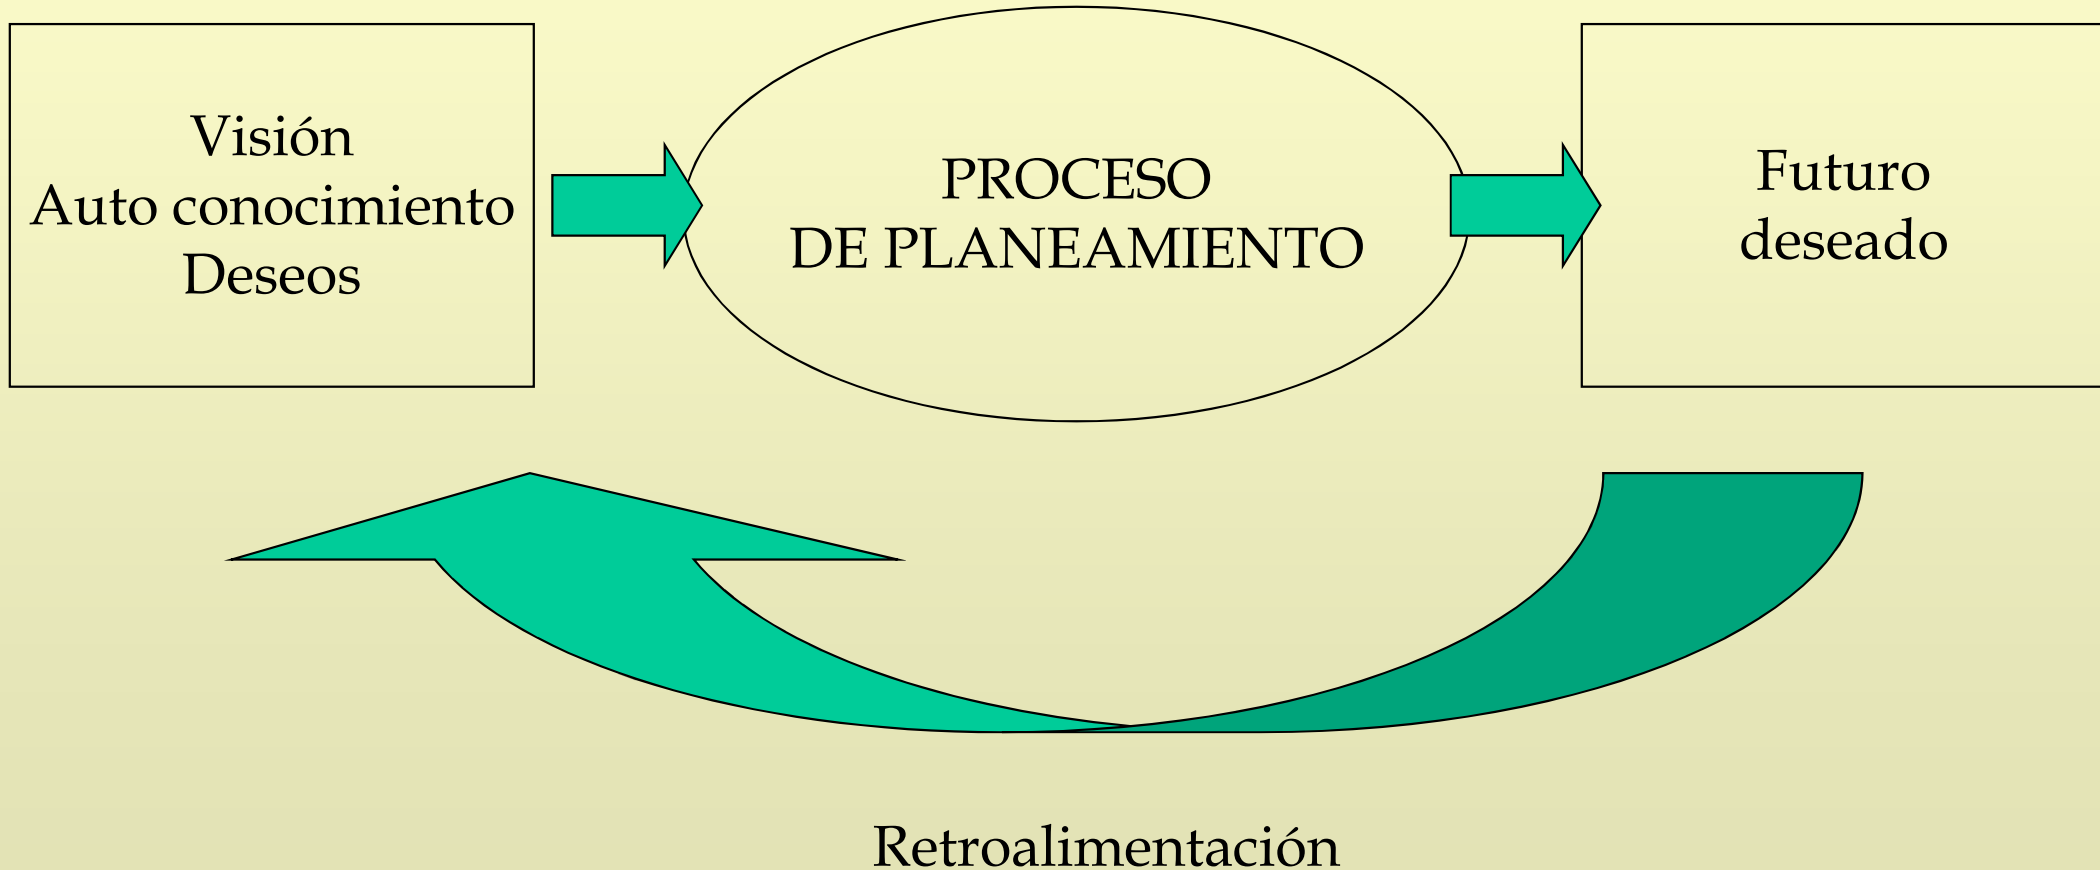 Visión
Auto conocimiento
Deseos
PROCESO
DE PLANEAMIENTO
Futuro
deseado
Retroalimentación